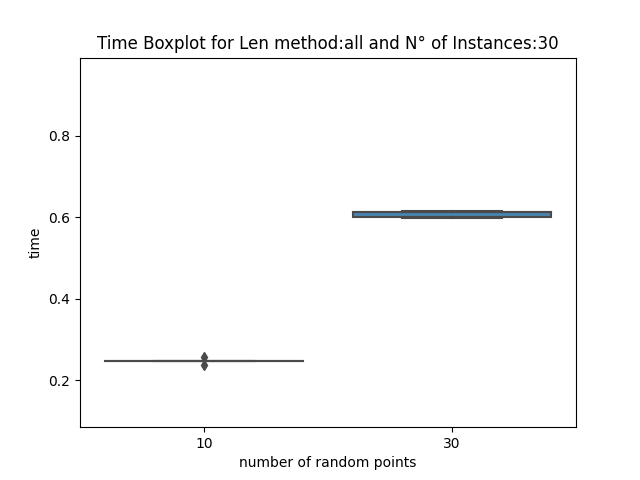 Time Boxplot for Len method:all and N° of Instances:30
0.8
0.6
0.4
0.2
time
10
30
number of random points